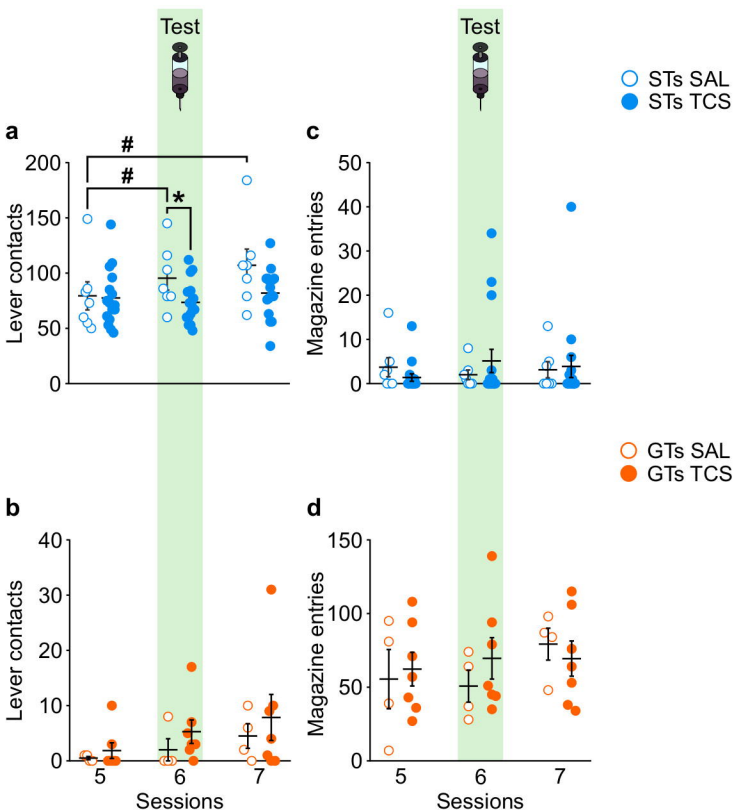 Test
Test
STs SAL
STs TCS
a
c
Lever contacts
200
150
100
50
0
#
#
*
Magazine entries
50
40
30
20
10
0
GTs SAL
GTs TCS
b
d
Lever contacts
40
30
20
10
0
5
6
7
Sessions
Magazine entries
150
100
50
0
5
6
7
Sessions